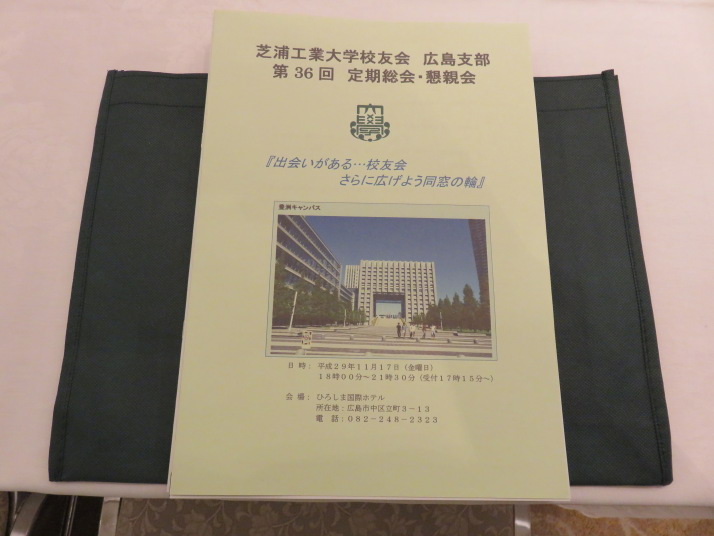 芝浦工業大学校友会 広島支部
第36回 定期総会・懇親会
『出会いがある…校友会
さらに広げよう同窓の輪』
豊洲キャンパス
日 時： 平成29年11月17日（金曜日）
18時00分～21時30分（受付17時15分～）
会 場： ひろしま国際ホテル
所在地：広島市中区立町3－13
電 話：082－248－2323